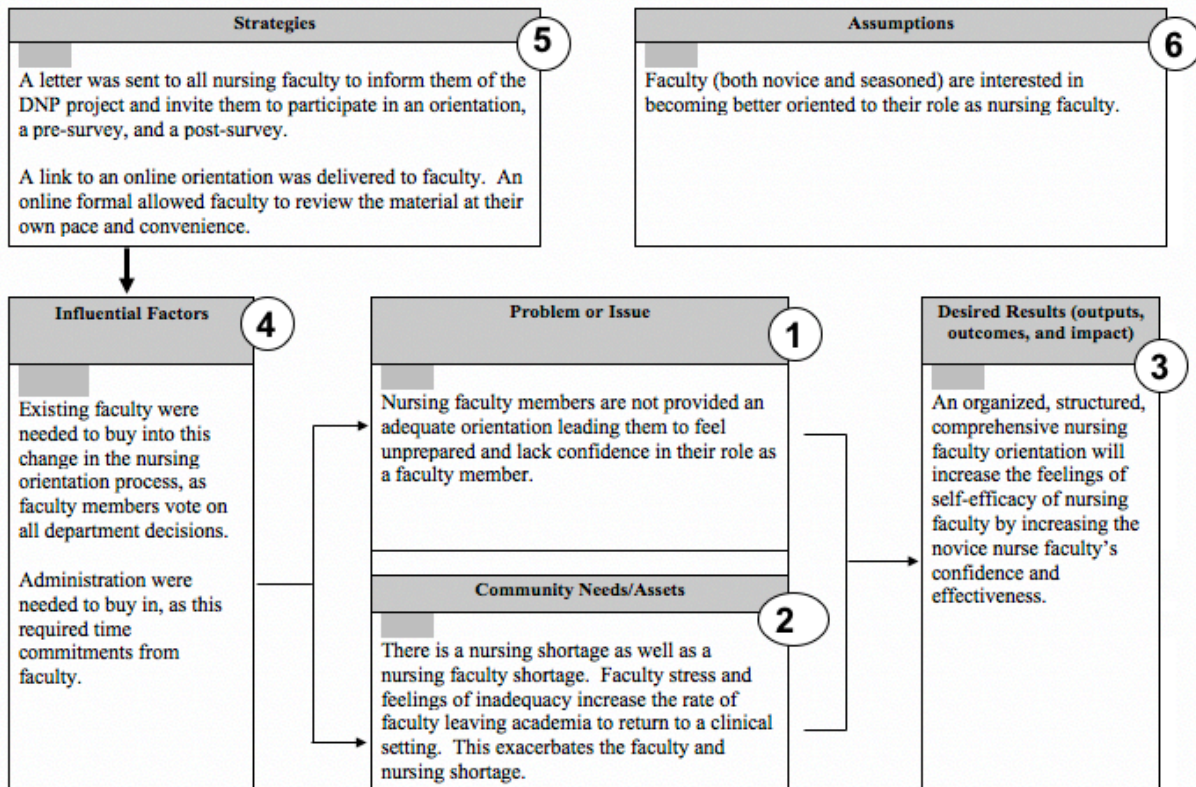 Strategies
5
A letter was sent to all nursing faculty to inform them of the
DNP project and invite them to participate in an orientation,
a pre-survey, and a post-survey.
A link to an online orientation was delivered to faculty. An
online formal allowed faculty to review the material at their
own pace and convenience.
Assumptions
6
Faculty (both novice and seasoned) are interested in
becoming better oriented to their role as nursing faculty.
Influential Factors
4
Existing faculty were
needed to buy into this
change in the nursing
orientation process, as
faculty members vote on
all department decisions.
Administration were
needed to buy in, as this
required time
commitments from
faculty.
Problem or Issue
1
Nursing faculty members are not provided an
adequate orientation leading them to feel
unprepared and lack confidence in their role as
a faculty member.
Community Needs/Assets
2
There is a nursing shortage as well as a
nursing faculty shortage. Faculty stress and
feelings of inadequacy increase the rate of
faculty leaving academia to return to a clinical
setting. This exacerbates the faculty and
nursing shortage.
Desired Results (outputs,
outcomes, and impact)
3
An organized, structured,
comprehensive nursing
faculty orientation will
increase the feelings of
self-efficacy of nursing
faculty by increasing the
novice nurse faculty's
confidence and
effectiveness.